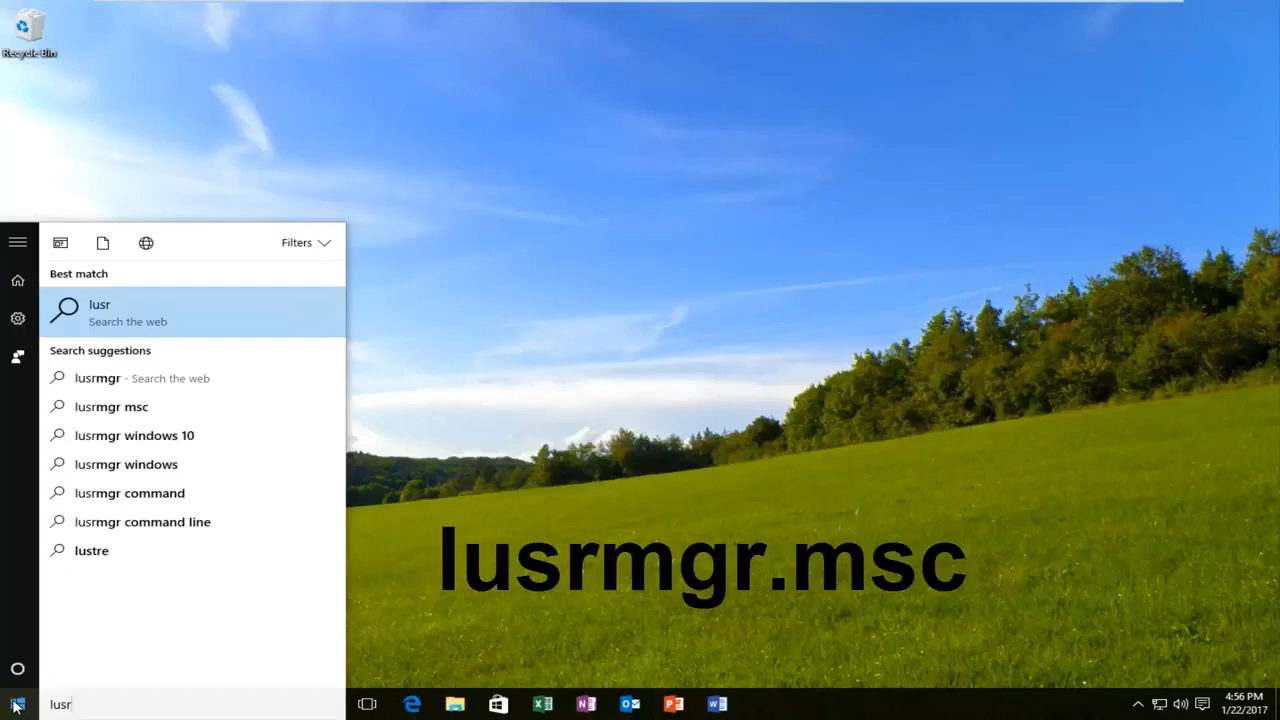 Recycle Bin
Filters
Best match
lusr
Search the web
Search suggestions
lusrmgr - Search the web
lusrmgr msc
lusrmgr windows 10
lusrmgr windows
lusrmgr command
lusrmgr command line
lustre
lusrmgr.msc
lusr
4:56 PM
1/22/2017